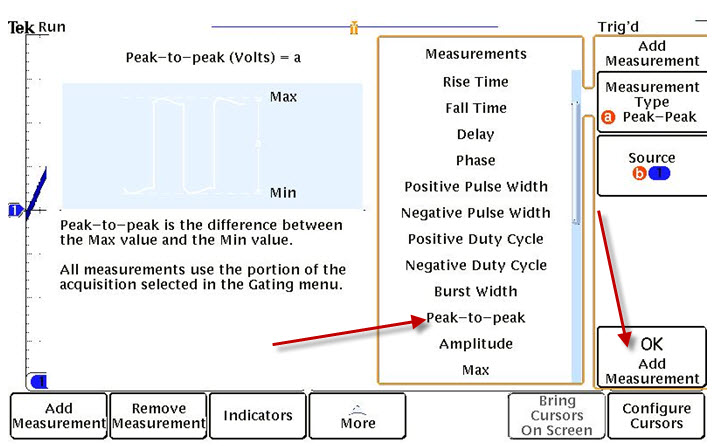 Tek Run
Trig'd
Peak-to-peak (Volts) = a
Max
Min
Peak-to-peak is the difference between
the Max value and the Min value.
All measurements use the portion of the
acquisition selected in the Gating menu.
1
1
Measurements
Rise Time
Fall Time
Delay
Phase
Positive Pulse Width
Negative Pulse Width
Positive Duty Cycle
Negative Duty Cycle
Burst Width
Peak-to-peak
Amplitude
Max
Add
Measurement
Measurement
Type
a Peak-Peak
Source
b 1
OK
Add
Measurement
Add
Measurement
Remove
Measurement
Indicators
More
Bring
Cursors
On Screen
Configure
Cursors